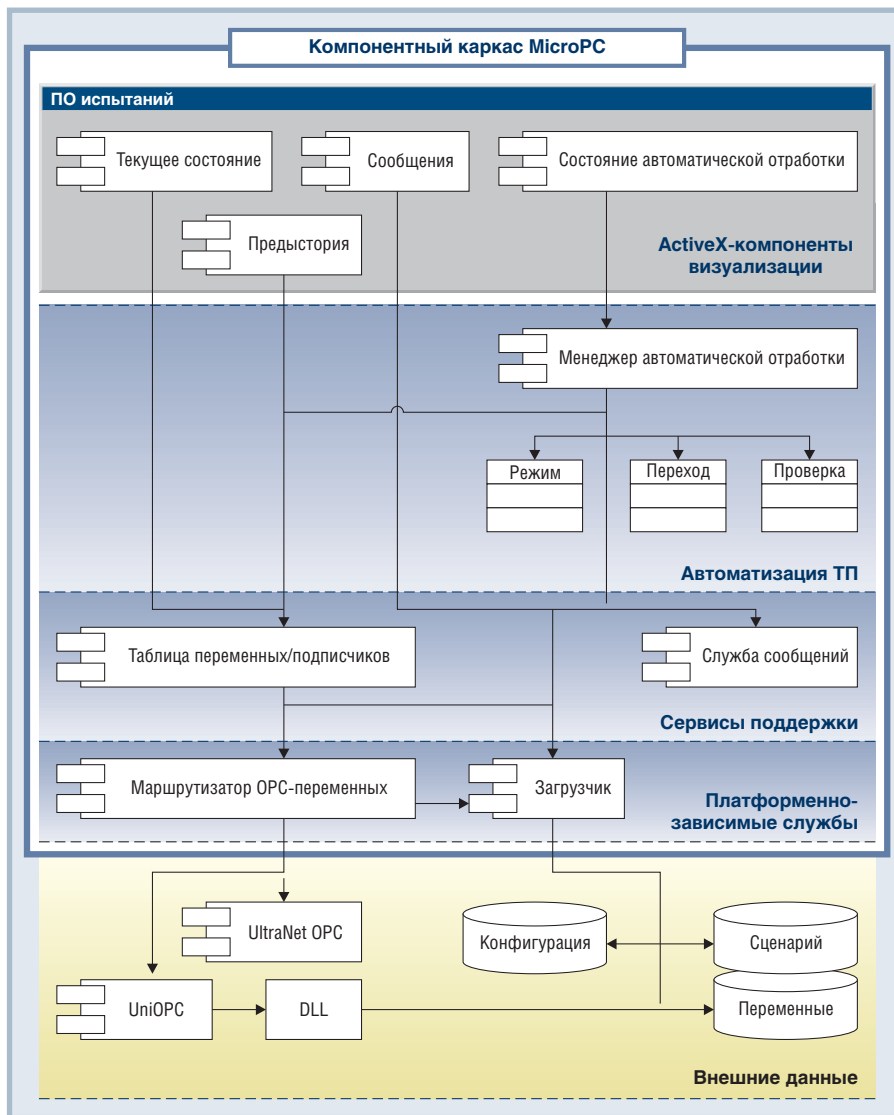 Компонентный каркас MicroPC
ПО испытаний
Текущее состояние
Сообщения
Состояние автоматической отработки
Предыстория
ActiveX-компоненты
визуализации
Менеджер автоматической отработки
Режим
Переход
Проверка
Автоматизация ТП
Таблица переменных/подписчиков
Служба сообщений
Сервисы поддержки
Маршрутизатор OPC-переменных
Загрузчик
Платформенно-
зависимые службы
UltraNet OPC
Конфигурация
Сценарий
UniOPC
DLL
Переменные
Внешние данные